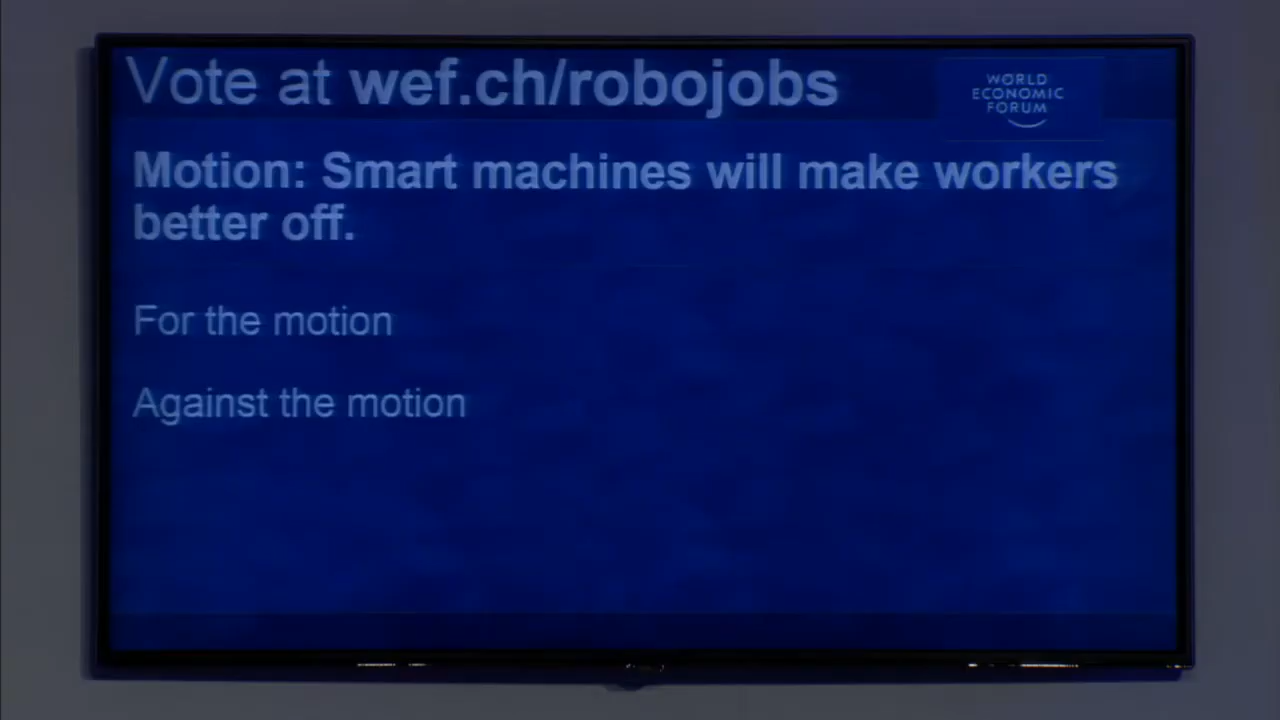 Vote at wef.ch/robojobs
WORLD
ECONOMIC
FORUM
Motion: Smart machines will make workers
better off.
For the motion
Against the motion